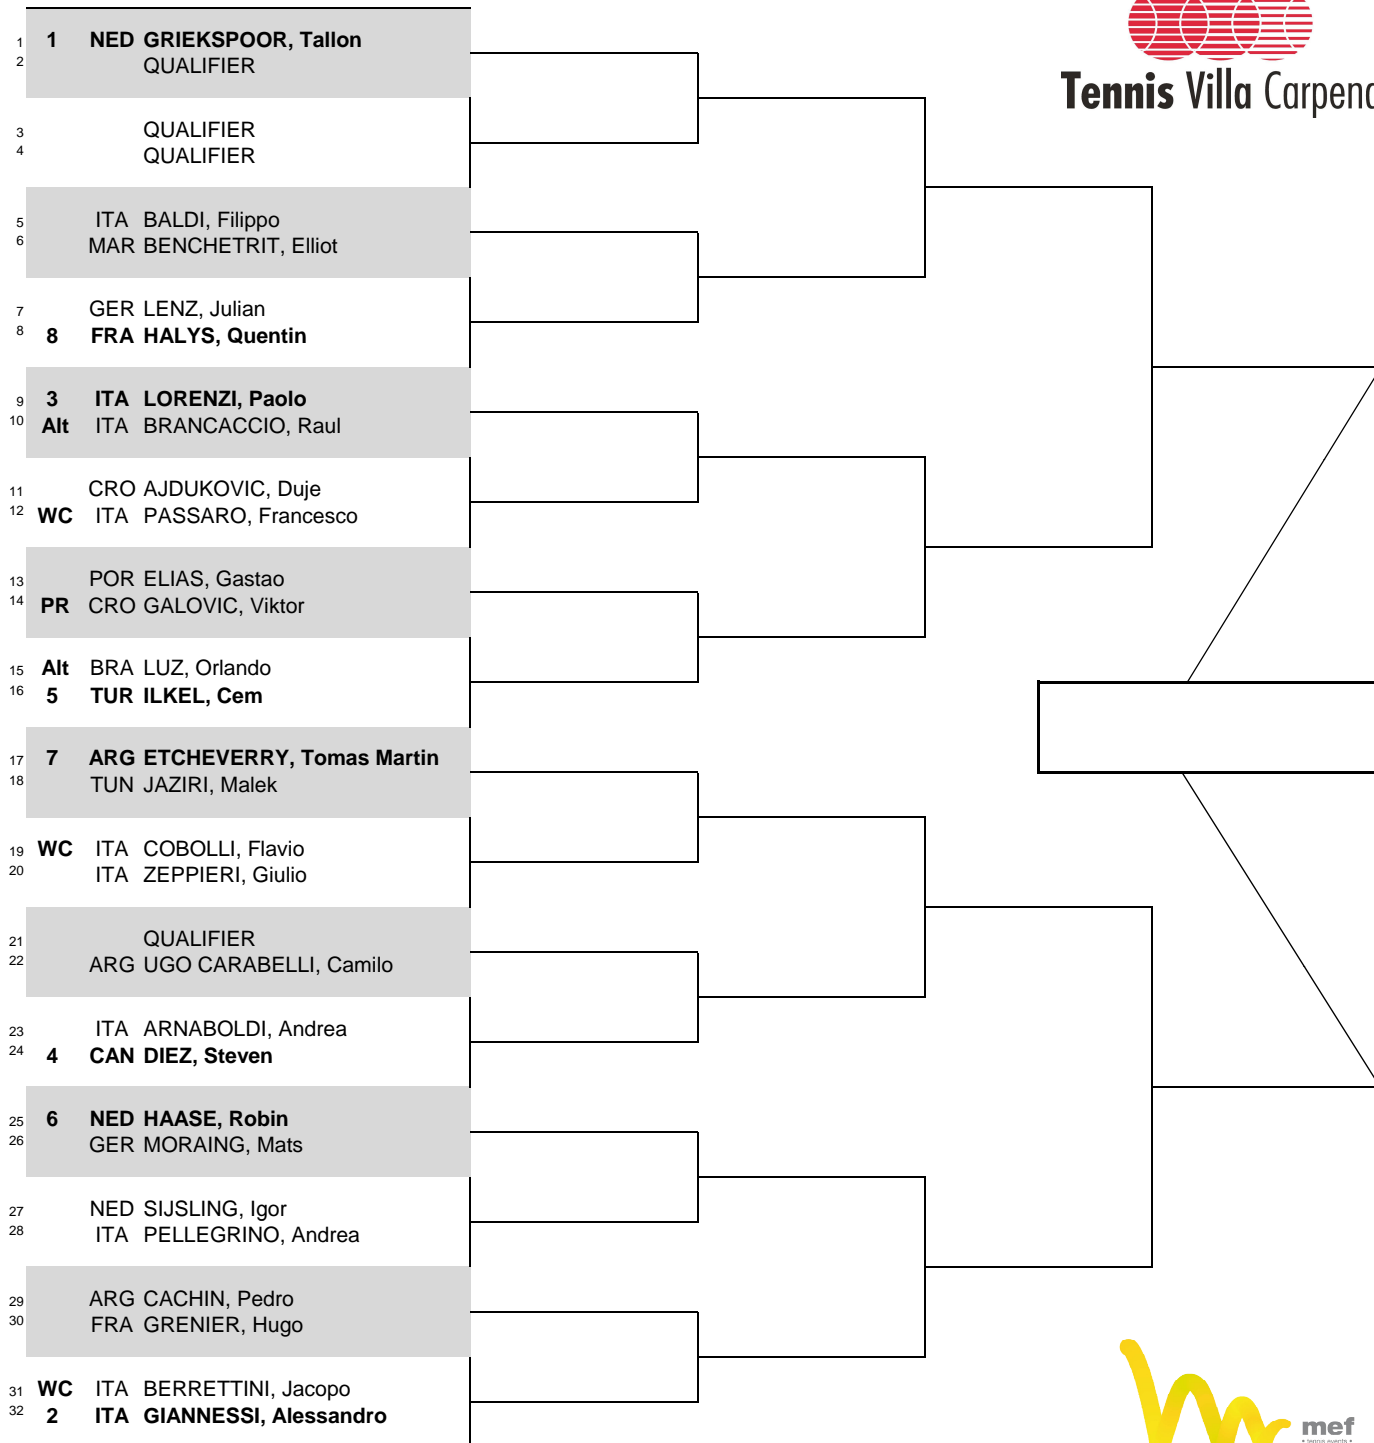 1 1 NED GRIEKSPOOR, Tallon
2 QUALIFIER
Tennis Villa Carpena
3 QUALIFIER
4 QUALIFIER
5 ITA BALDI, Filippo
6 MAR BENCHETRIT, Elliot
7 GER LENZ, Julian
8 8 FRA HALYS, Quentin
9 3 ITA LORENZI, Paolo
10 Alt ITA BRANCACCIO, Raul
11 CRO AJDUKOVIC, Duje
12 WC ITA PASSARO, Francesco
13 POR ELIAS, Gastao
14 PR CRO GALOVIC, Viktor
15 Alt BRA LUZ, Orlando
16 5 TUR ILKEL, Cem
17 7 ARG ETCHEVERRY, Tomas Martin
18 TUN JAZIRI, Malek
19 WC ITA COBOLLI, Flavio
20 ITA ZEPPIERI, Giulio
21 QUALIFIER
22 ARG UGO CARABELLI, Camilo
23 ITA ARNABOLDI, Andrea
24 4 CAN DIEZ, Steven
25 6 NED HAASE, Robin
26 GER MORAING, Mats
27 NED SIJSLING, Igor
28 ITA PELLEGRINO, Andrea
29 ARG CACHIN, Pedro
30 FRA GRENIER, Hugo
31 WC ITA BERRETTINI, Jacopo
32 2 ITA GIANNESSI, Alessandro
mef
• tennis events •